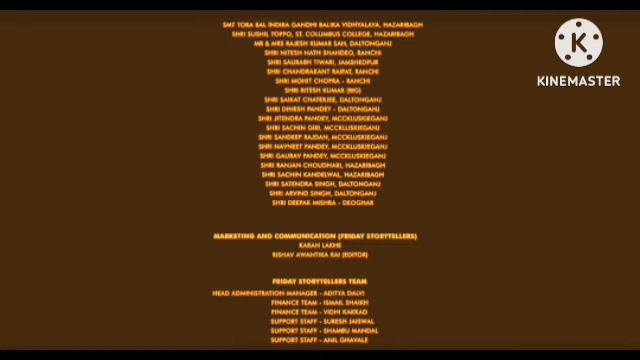 SMT TORA BAI, INDIRA GANDHI BALIKA VIDHYALAYA, HAZARIBAGH
SHRI SUSHIL TOPPO, ST. COLUMBUS COLLEGE, HAZARIBAGH
MR & MRS RAJESH KUMAR SAH, DALTONGANJ
SHRI NITESH NATH SHAHDEO, RANCHI
SHRI SAURABH TIWARI, JAMSHEDPUR
SHRI CHANDRAKANT RAIPAT, RANCHI
SHRI MOHIT CHOPRA - RANCHI
SHRI RITESH KUMAR (BIG)
SHRI SAIKAT CHATERJEE, DALTONGANJ
SHRI DINESH PANDEY - DALTONGANJ
SHRI JITENDRA PANDEY, MCCKLUSKIEGANJ
SHRI SACHIN GIRI, MCCKLUSKIEGANJ
SHRI SANDEEP RAJDAN, MCCKLUSKIEGANJ
SHRI NAVNEET PANDEY, MCCKLUSKIEGANJ
SHRI GAURAV PANDEY, MCCKLUSKIEGANJ
SHRI RANJAN CHOUDHARI, HAZARIBAGH
SHRI SACHIN KANDELWAL, HAZARIBAGH
SHRI SATENDRA SINGH, DALTONGANJ
SHRI ARVIND SINGH, DALTONGANJ
SHRI DEEPAK MISHRA - DEOGHAR
MARKETING AND COMMUNICATION (FRIDAY STORYTELLERS)
KARAN LAKHE
RISHAV AWANTIKA RAJ (EDITOR)
FRIDAY STORYTELLERS TEAM
HEAD ADMINISTRATION MANAGER - ADITYA DALVI
FINANCE TEAM - ISMAIL SHAIKH
FINANCE TEAM - VIDHI KAKKAD
SUPPORT STAFF - SURESH JAISWAL
SUPPORT STAFF - SHAMBU MANDAL
SUPPORT STAFF - ANIL GHAVALE
K
KINEMASTER